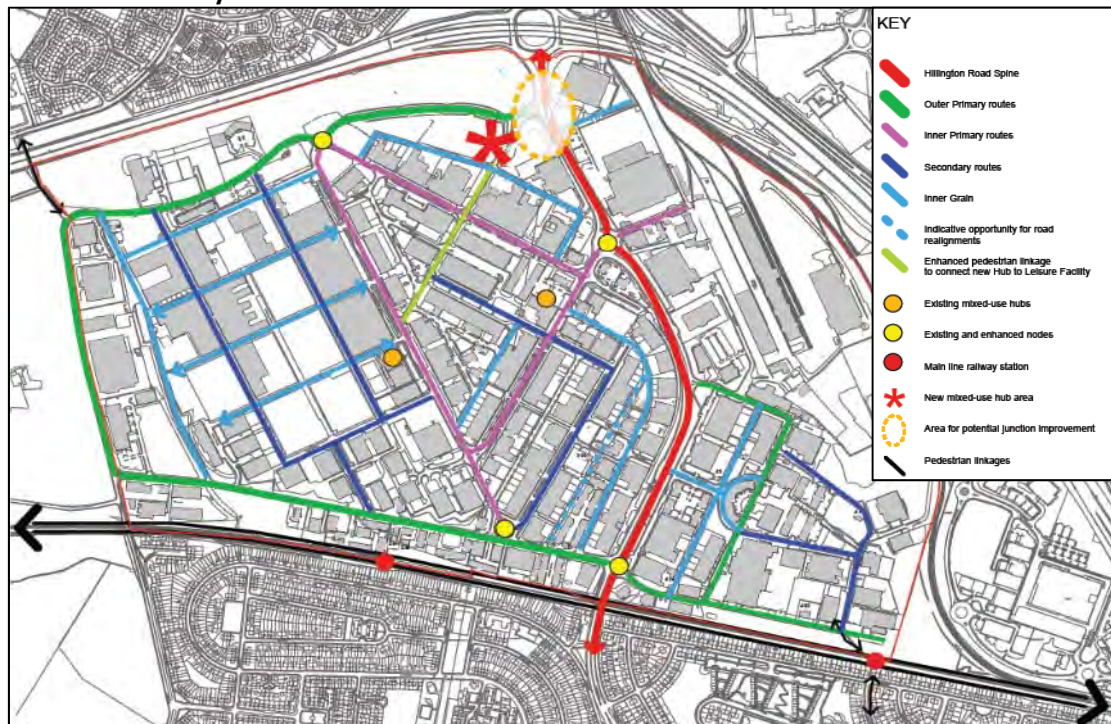 KEY
Hillington Road Spine
Outer Primary routes
Inner Primary routes
Secondary routes
Inner Grain
Indicative opportunity for road
realignments
Enhanced pedestrian linkage
to connect new Hub to Leisure Facility
Existing mixed-use hubs
Existing and enhanced nodes
Main line railway station
New mixed-use hub area
Area for potential junction improvement
Pedestrian linkages